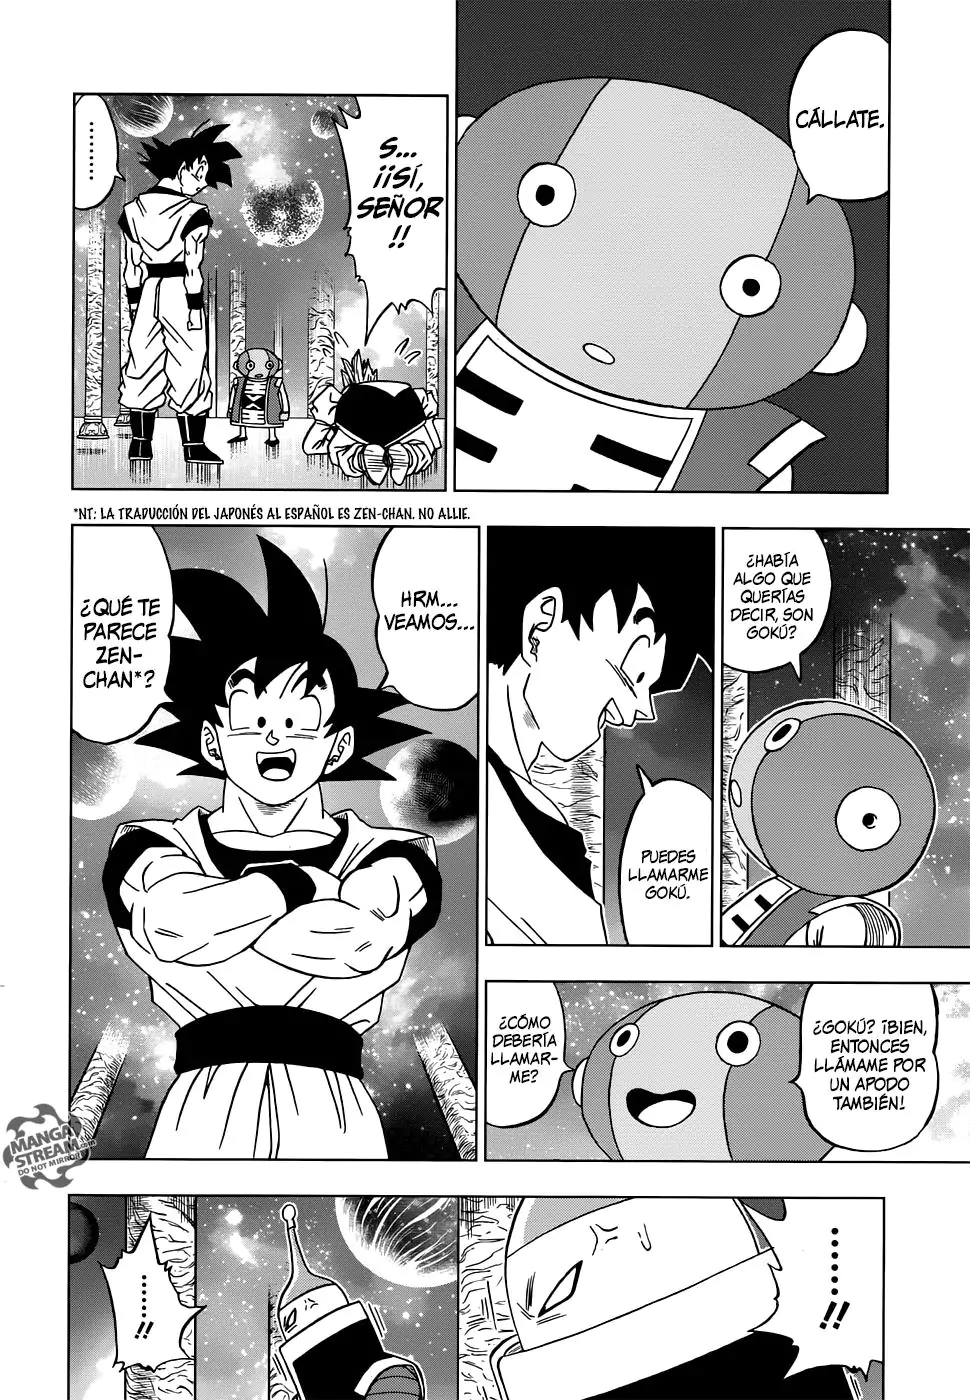 CÁLLATE.
S...
¡¡SÍ,
SEÑOR
!!
.........
*NT: LA TRADUCCIÓN DEL JAPONÉS AL ESPAÑOL ES ZEN-CHAN. NO ALLIE.
¿HABÍA
ALGO QUE
QUERÍAS
DECIR, SON
GOKÚ?
PUEDES
LLAMARME
GOKÚ.
HRM...
VEAMOS...
¿QUÉ TE
PARECE
ZEN-
CHAN*?
¿GOKÚ? ¡BIEN,
ENTONCES
LLÁMAME POR
UN APODO
TAMBIÉN!
¿CÓMO
DEBERÍA
LLAMAR-
ME?
......!!
......!!
MANGA
STREAM.com
DO NOT MIRROR!